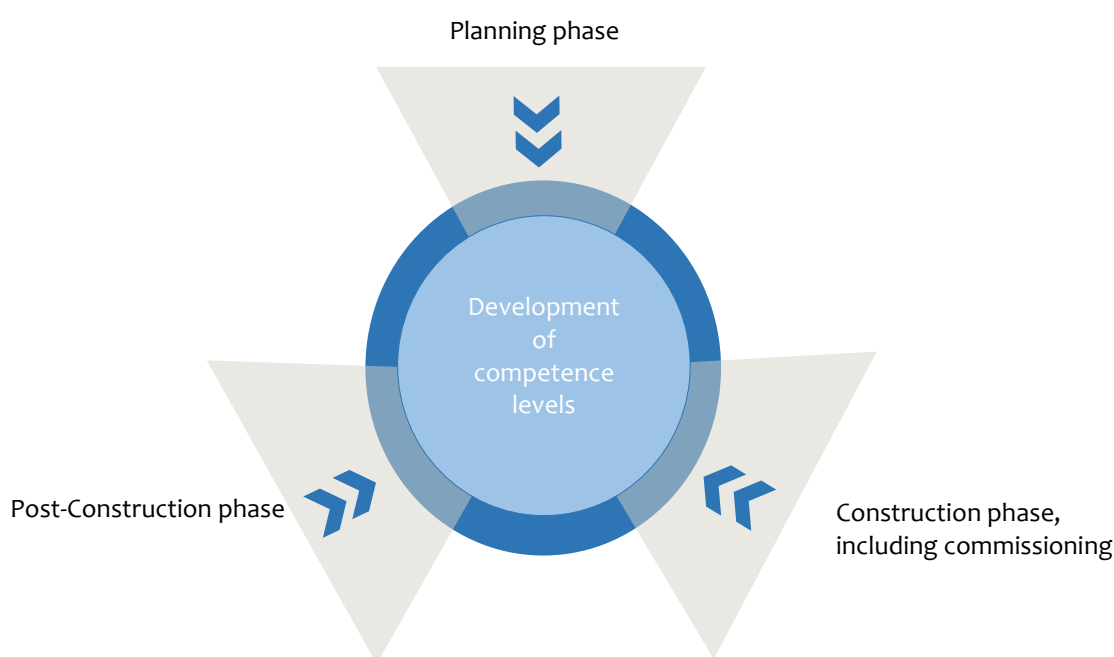 Planning phase
Development
of
competence
levels
Post-Construction phase
Construction phase,
including commissioning